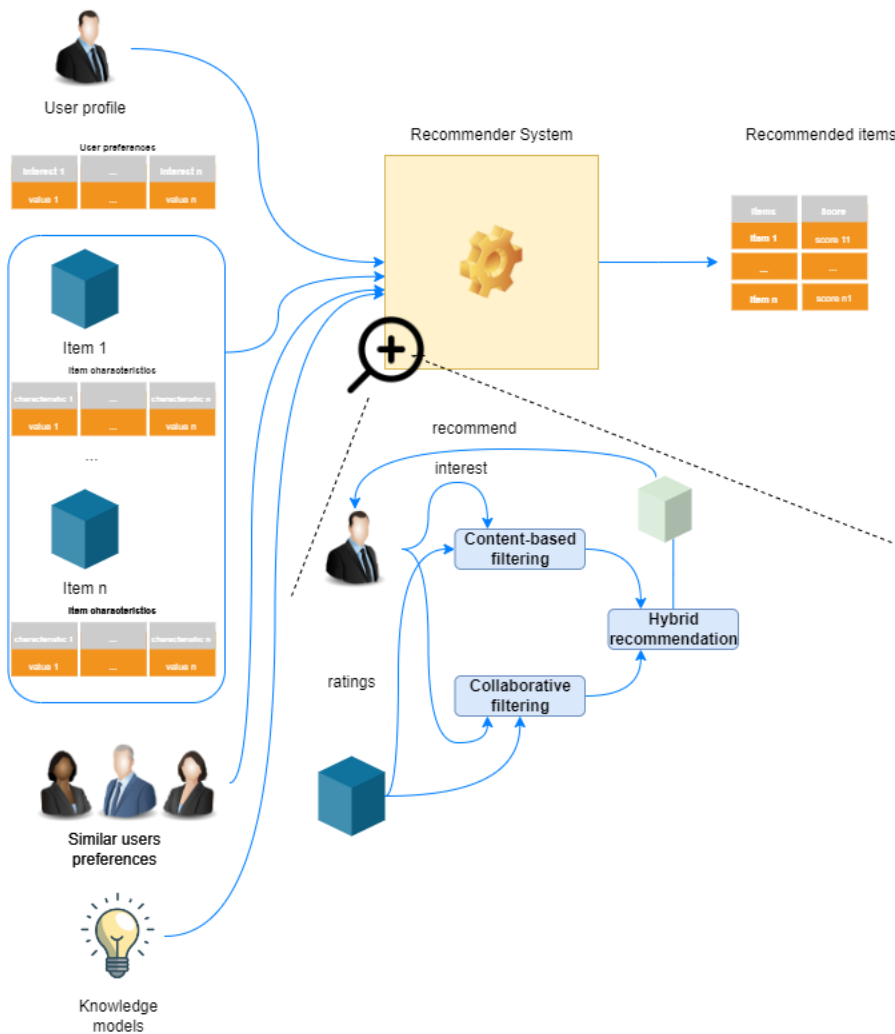 User profile
User preferences
Interest 1 ... Interest n
value 1 ... value n
Item 1
Item characteristics
characteristic 1 ... characteristic n
value 1 ... value n
...
Item n
Item characteristics
characteristic 1 ... characteristic n
value 1 ... value n
Similar users
preferences
Knowledge
models
Recommender System
Recommended items
Items Score
Item 1 score 11
... ...
Item n score n1
recommend
interest
Content-based
filtering
Hybrid
recommendation
ratings
Collaborative
filtering